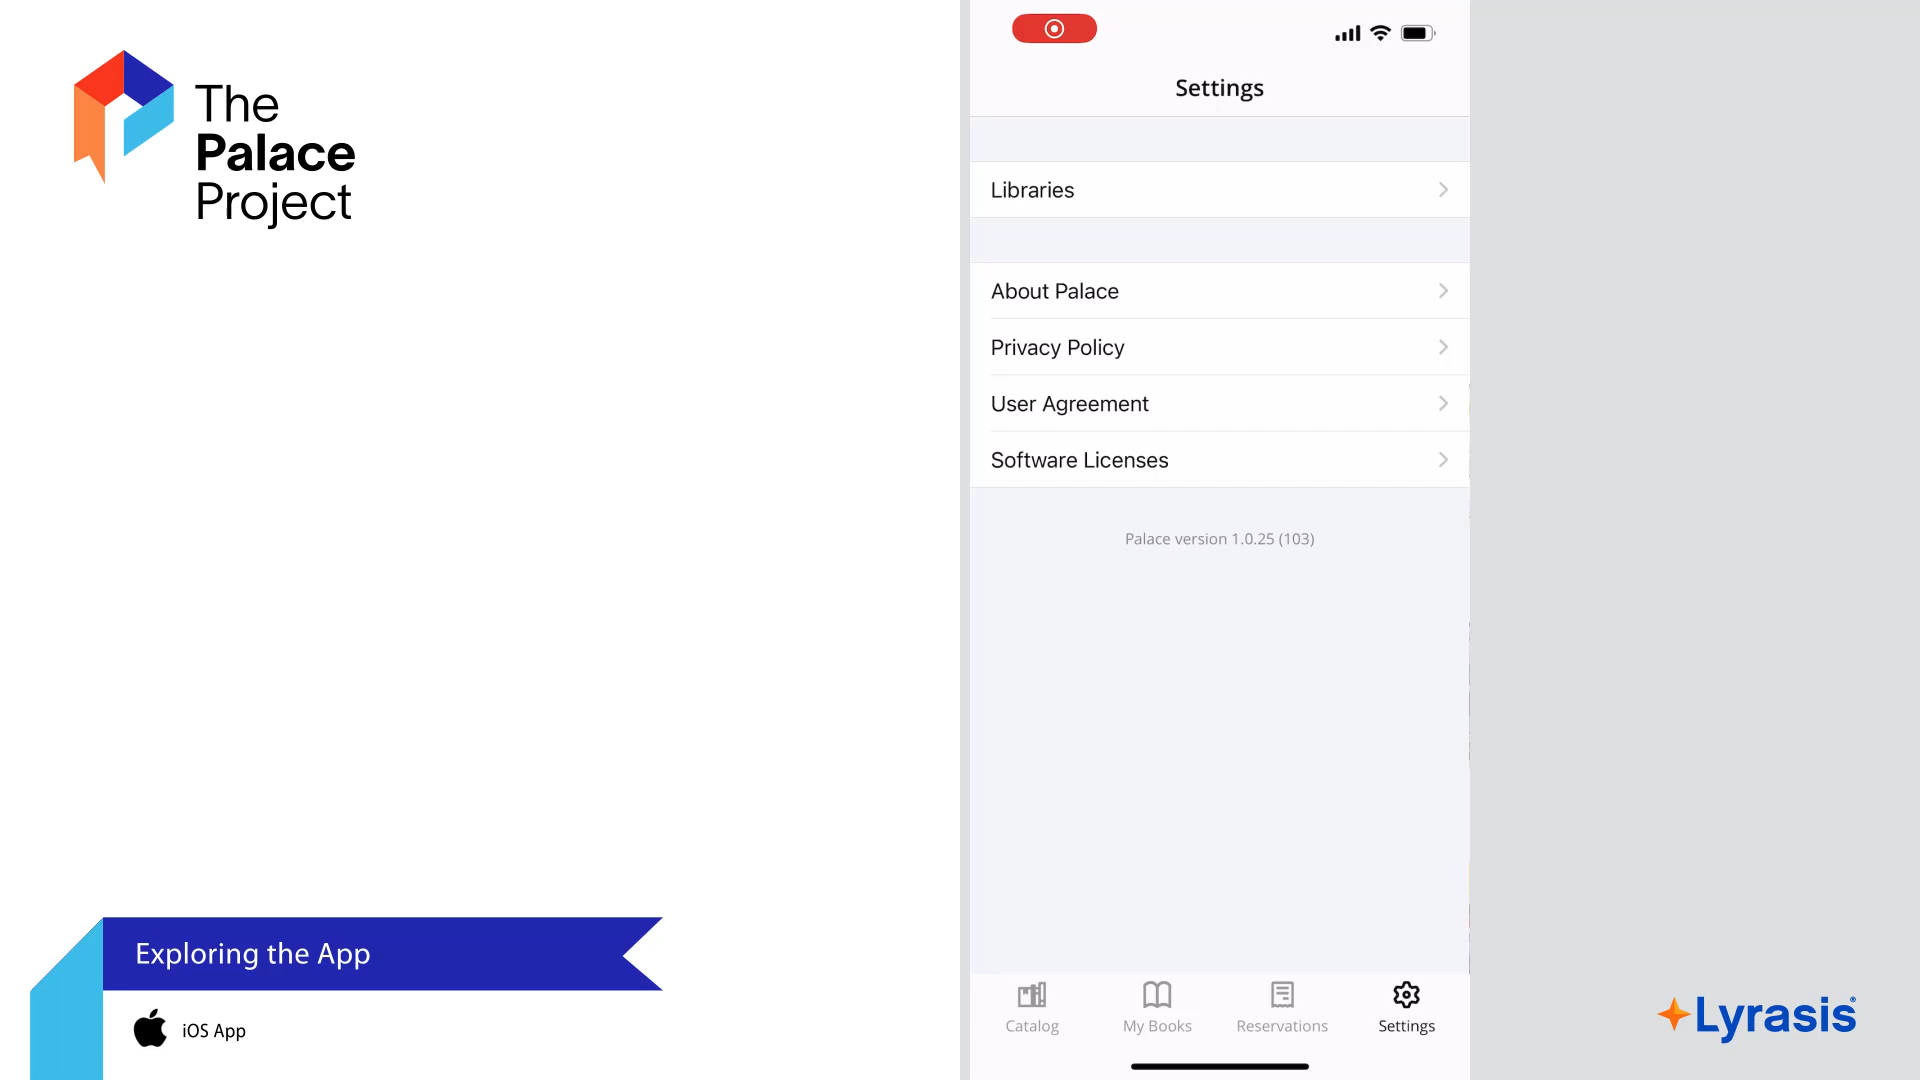 The
Palace
Project
Settings
Libraries
About Palace
Privacy Policy
User Agreement
Software Licenses
Palace version 1.0.25 (103)
Catalog
My Books
Reservations
Settings
Exploring the App
iOS App
Lyrasis®